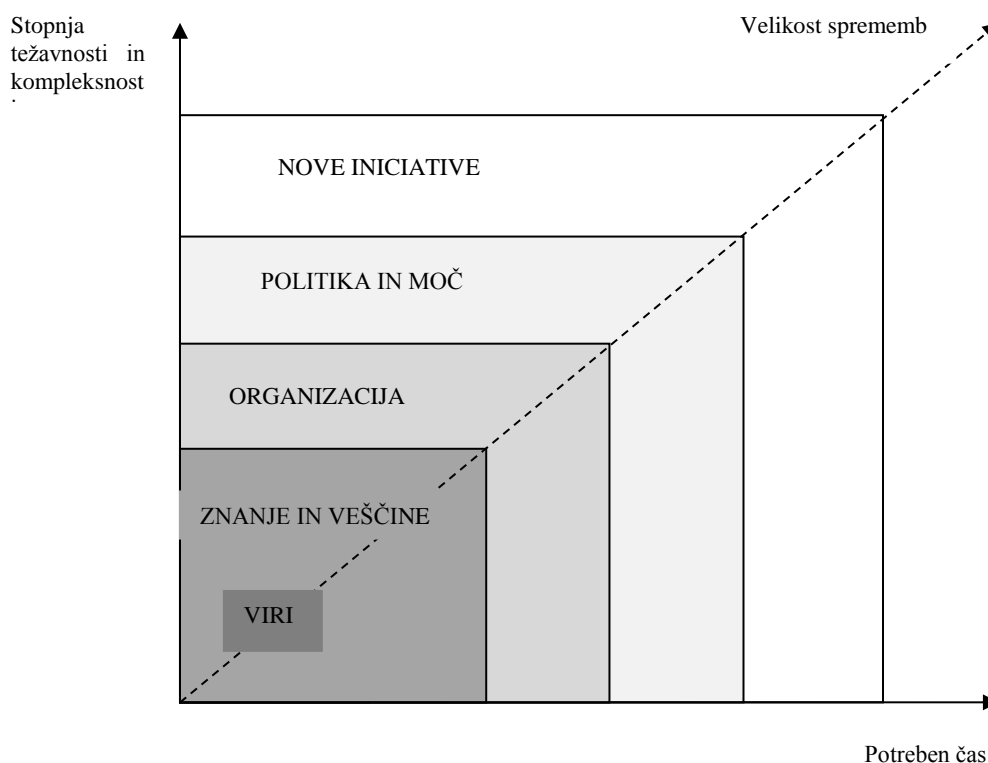 Stopnja
težavnosti in
kompleksnost
Velikost sprememb
NOVE INICIATIVE
POLITIKA IN MOČ
ORGANIZACIJA
ZNANJE IN VEŠČINE
VIRI
Potreben čas